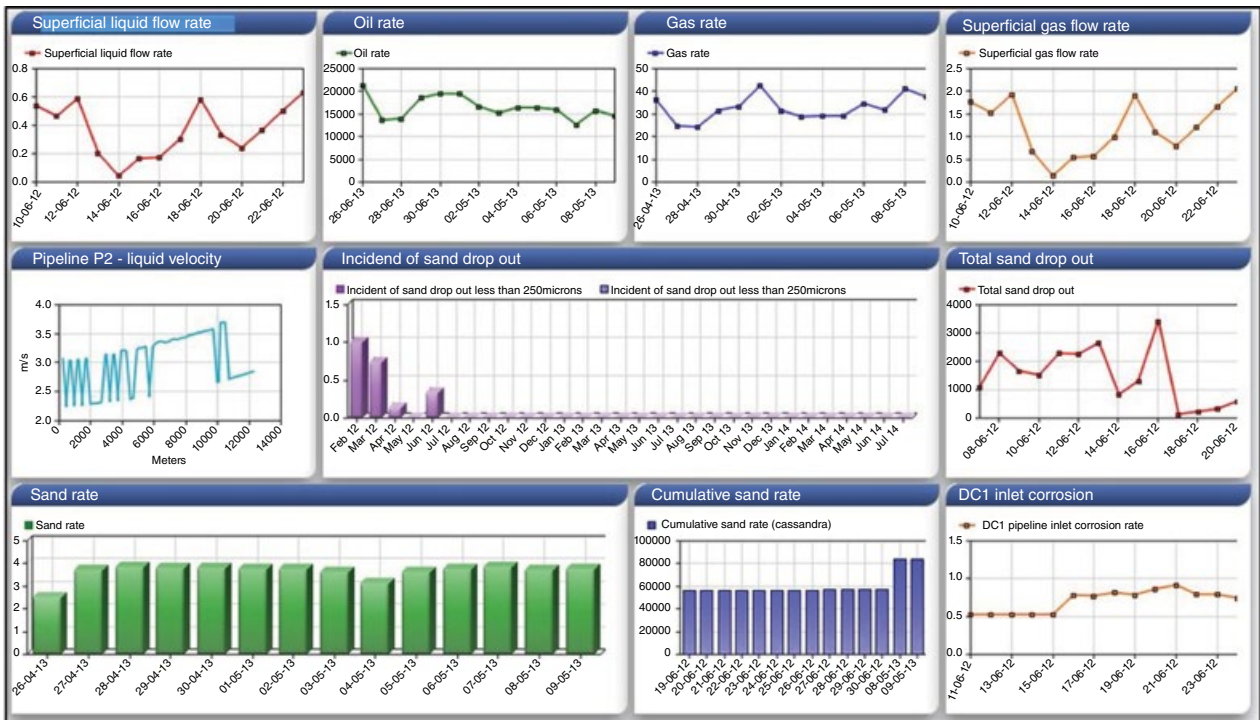 Superficial liquid flow rate
Superficial liquid flow rate
0.8
0.6
0.4
0.2
0.0
10-06-12
12-06-12
14-06-12
16-06-12
18-06-12
20-06-12
22-06-12
Oil rate
Oil rate
25000
20000
15000
10000
5000
0
26-06-13
28-06-13
30-06-13
02-05-13
04-05-13
06-05-13
08-05-13
Gas rate
Gas rate
50
40
30
20
10
0
26-04-13
28-04-13
30-04-13
02-05-13
04-05-13
06-05-13
08-05-13
Superficial gas flow rate
Superficial gas flow rate
2.5
2.0
1.5
1.0
0.5
0.0
10-06-12
12-06-12
14-06-12
16-06-12
18-06-12
20-06-12
22-06-12
Pipeline P2 - liquid velocity
m/s
4.0
3.5
3.0
2.5
2.0
0
2000
4000
6000
8000
10000
12000
14000
Meters
Incidend of sand drop out
Incident of sand drop out less than 250microns
Incident of sand drop out less than 250microns
1.5
1.0
0.5
0.0
Feb 12
Mar 12
Apr 12
May 12
Jun 12
Jul 12
Aug 12
Sep 12
Oct 12
Nov 12
Dec 12
Jan 13
Feb 13
Mar 13
Apr 13
May 13
Jun 13
Jul 13
Aug 13
Sep 13
Oct 13
Nov 13
Dec 13
Jan 14
Feb 14
Mar 14
Apr 14
May 14
Jun 14
Jul 14
Total sand drop out
Total sand drop out
4000
3000
2000
1000
0
08-06-12
10-06-12
12-06-12
14-06-12
16-06-12
18-06-12
20-06-12
Sand rate
Sand rate
5
4
3
2
1
0
26-04-13
27-04-13
28-04-13
29-04-13
30-04-13
01-05-13
02-05-13
03-05-13
04-05-13
05-05-13
06-05-13
07-05-13
08-05-13
09-05-13
Cumulative sand rate
Cumulative sand rate (cassandra)
100000
80000
60000
40000
20000
0
19-06-12
20-06-12
21-06-12
22-06-12
23-06-12
24-06-12
25-06-12
26-06-12
27-06-12
28-06-12
29-06-12
30-06-12
08-05-13
09-05-13
DC1 inlet corrosion
DC1 pipeline inlet corrosion rate
1.5
1.0
0.5
0.0
11-06-12
13-06-12
15-06-12
17-06-12
19-06-12
21-06-12
23-06-12